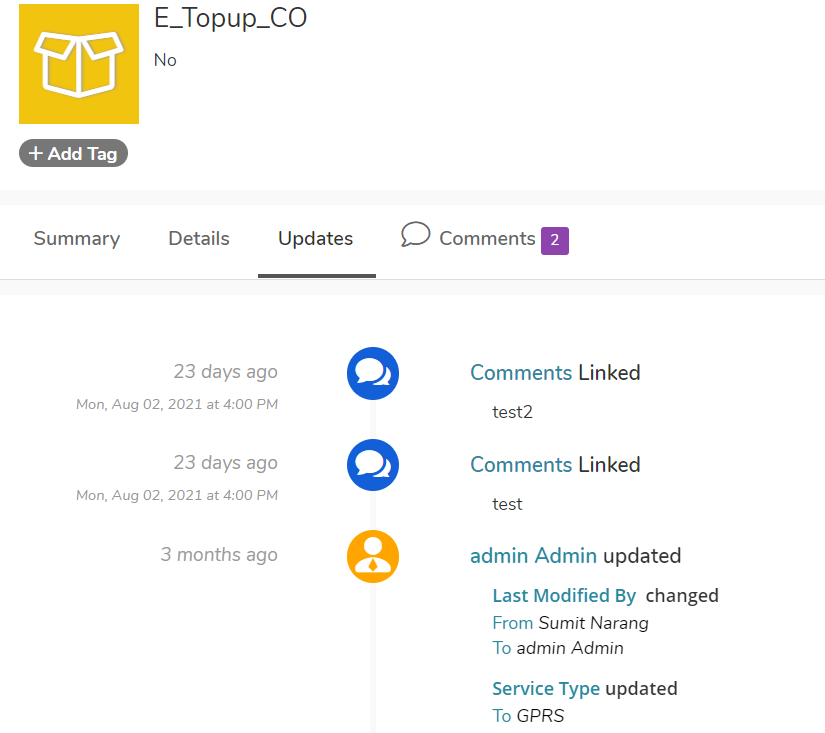 E_Topup_CO
No
+ Add Tag
Summary Details Updates Comments 2
23 days ago Comments Linked
Mon, Aug 02, 2021 at 4:00 PM test2
23 days ago Comments Linked
Mon, Aug 02, 2021 at 4:00 PM test
3 months ago admin Admin updated
Last Modified By changed
From Sumit Narang
To admin Admin
Service Type updated
To GPRS